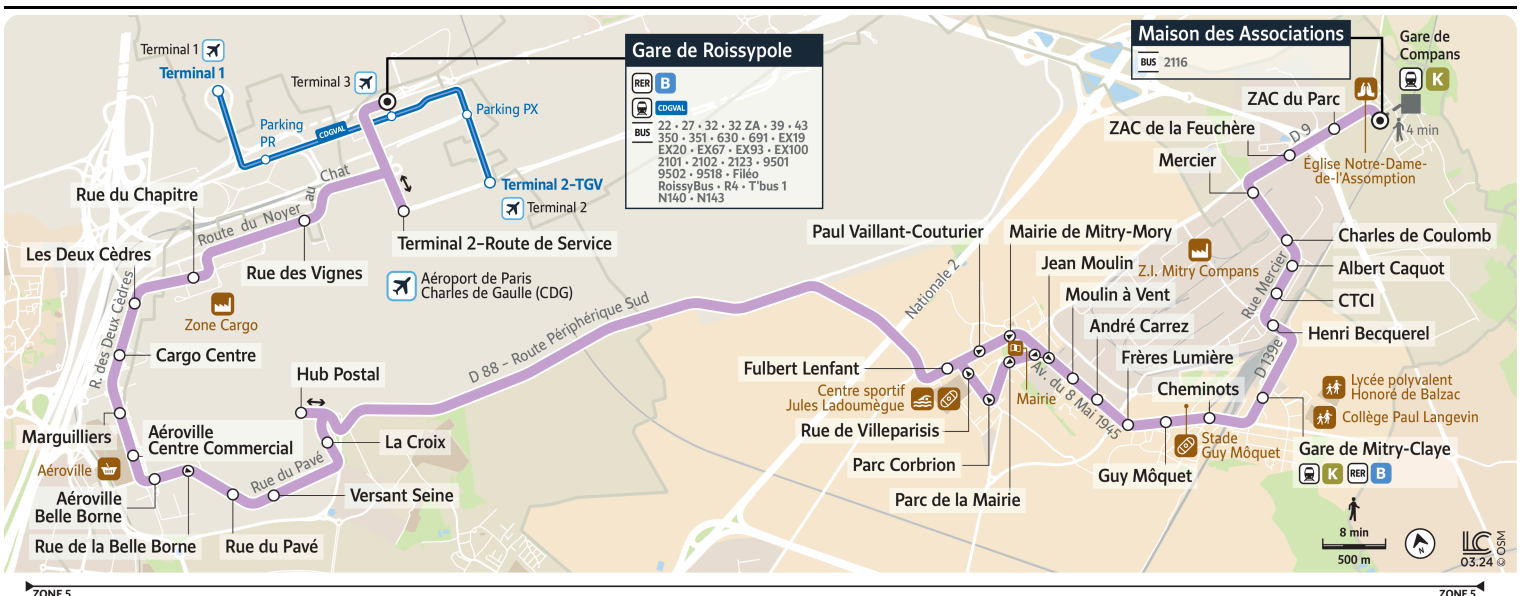 Terminal 1
Terminal 1
Terminal 3
Parking
PR
CDGVAL
Parking PX
Terminal 2-TGV
Terminal 2
Gare de Roissypole
RER B
CDGVAL
BUS
22 • 27 • 32 • 32 ZA • 39 • 43
350 • 351 • 630 • 691 • EX19
EX20 • EX67 • EX93 • EX100
2101 • 2102 • 2123 • 9501
9502 • 9518 • Filéo
RoissyBus • R4 • T'bus 1
N140 • N143
Maison des Associations
BUS 2116
Gare de
Compans
K
4 min
ZAC du Parc
D 9
ZAC de la Feuchère
Église Notre-Dame-
de-l'Assomption
Mercier
Rue du Chapitre
Route du Noyer au Chat
Les Deux Cèdres
Rue des Vignes
Terminal 2–Route de Service
Aéroport de Paris
Charles de Gaulle (CDG)
Zone Cargo
R. des Deux Cèdres
Cargo Centre
Hub Postal
D 88 – Route Périphérique Sud
Marguilliers
Aéroville
Centre Commercial
Aéroville
La Croix
Rue du Pavé
Versant Seine
Aéroville
Belle Borne
Rue de la Belle Borne
Rue du Pavé
Nationale 2
Paul Vaillant-Couturier
Mairie de Mitry-Mory
Jean Moulin
Z.I. Mitry Compans
Moulin à Vent
André Carrez
Frères Lumière
Cheminots
Charles de Coulomb
Albert Caquot
CTCI
Rue Mercier
Henri Becquerel
D 139e
Fulbert Lenfant
Centre sportif
Jules Ladoumègue
Mairie
Av. du 8 Mai 1945
Rue de Villeparisis
Parc Corbrion
Parc de la Mairie
Guy Môquet
Stade
Guy Môquet
Lycée polyvalent
Honoré de Balzac
Collège Paul Langevin
Gare de Mitry-Claye
K RER B
8 min
500 m
N
LC
03.24
© OSM
ZONE 5
ZONE 5